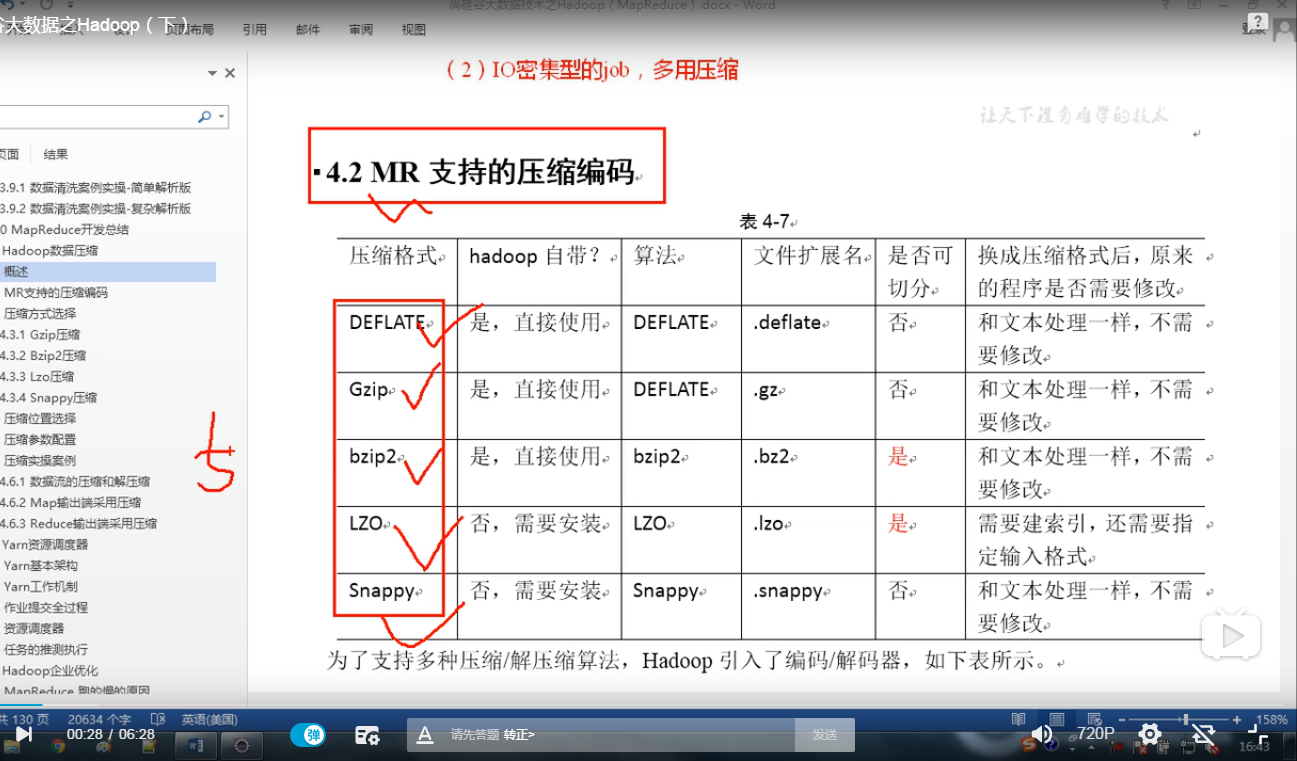 尚硅谷大数据技术之Hadoop（MapReduce）.docx - Word
谷大数据之Hadoop（下）
页面布局 引用 邮件 审阅 视图
登录
（2）IO密集型的job，多用压缩
让天下没有难学的技术
页面 结果
3.9.1 数据清洗案例实操-简单解析版
3.9.2 数据清洗案例实操-复杂解析版
0 MapReduce开发总结
Hadoop数据压缩
概述
MR支持的压缩编码
压缩方式选择
4.3.1 Gzip压缩
4.3.2 Bzip2压缩
4.3.3 Lzo压缩
4.3.4 Snappy压缩
压缩位置选择
压缩参数配置
压缩实操案例
4.6.1 数据流的压缩和解压缩
4.6.2 Map输出端采用压缩
4.6.3 Reduce输出端采用压缩
Yarn资源调度器
Yarn基本架构
Yarn工作机制
作业提交全过程
资源调度器
任务的推测执行
Hadoop企业优化
MapReduce 跑的慢的原因
4.2 MR 支持的压缩编码
表 4-7
压缩格式 hadoop 自带？ 算法 文件扩展名 是否可 换成压缩格式后，原来
切分 的程序是否需要修改
DEFLATE 是，直接使用 DEFLATE .deflate 否 和文本处理一样，不需
要修改
Gzip 是，直接使用 DEFLATE .gz 否 和文本处理一样，不需
要修改
bzip2 是，直接使用 bzip2 .bz2 是 和文本处理一样，不需
要修改
LZO 否，需要安装 LZO .lzo 是 需要建索引，还需要指
定输入格式
Snappy 否，需要安装 Snappy .snappy 否 和文本处理一样，不需
要修改
为了支持多种压缩/解压缩算法，Hadoop 引入了编码/解码器，如下表所示。
共 130 页 20634 个字 英语(美国) 158%
00:28 / 06:28 弹 请先答题 转正> 发送 720P
16:43